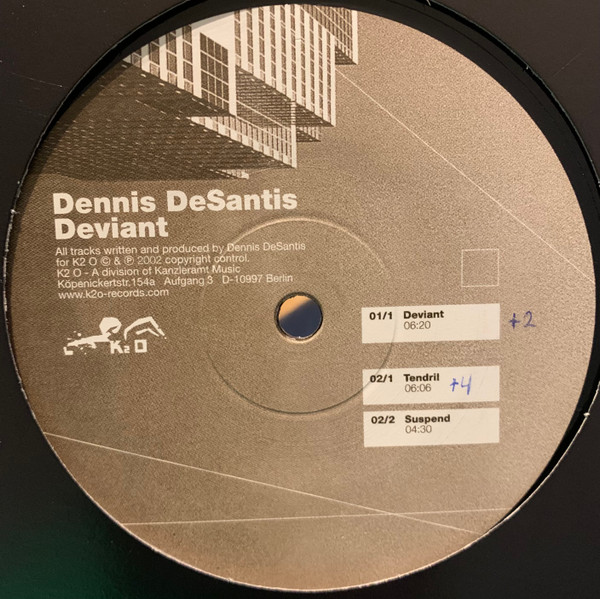 Dennis DeSantis
Deviant
All tracks written and produced by Dennis DeSantis
for K2 O © & ℗ 2002 copyright control.
K2 O - A division of Kanzleramt Music
Köpenickertstr.154a Aufgang 3 D-10997 Berlin
www.k2o-records.com
K2 O
01/1 Deviant +2
06:20
02/1 Tendril +4
06:06
02/2 Suspend
04:30